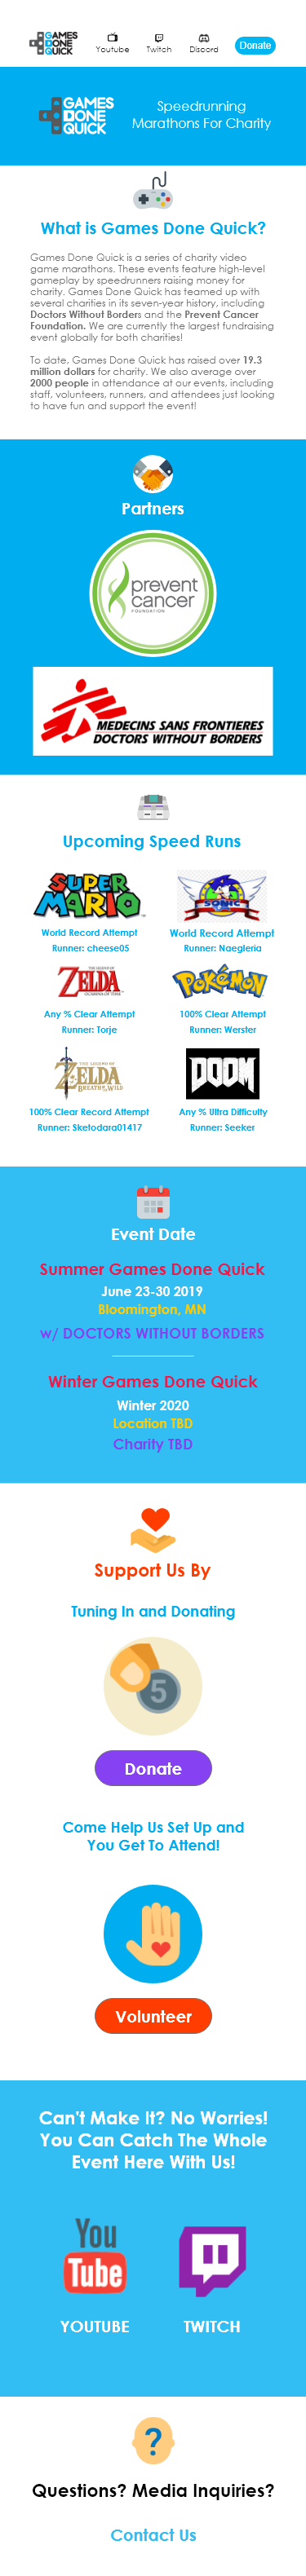 GAMES
DONE
QUICK
Youtube
Twitch
Discord
Donate
GAMES
DONE
QUICK
Speedrunning
Marathons For Charity
What is Games Done Quick?
Games Done Quick is a series of charity video
game marathons. These events feature high-level
gameplay by speedrunners raising money for
charity. Games Done Quick has teamed up with
several charities in its seven-year history, including
Doctors Without Borders and the Prevent Cancer
Foundation. We are currently the largest fundraising
event globally for both charities!
To date, Games Done Quick has raised over 19.3
million dollars for charity. We also average over
2000 people in attendance at our events, including
staff, volunteers, runners, and attendees just looking
to have fun and support the event!
Partners
prevent
cancer
FOUNDATION
MEDECINS SANS FRONTIERES
DOCTORS WITHOUT BORDERS
Upcoming Speed Runs
SUPER
MARIO
World Record Attempt
Runner: cheese05
SONIC
World Record Attempt
Runner: Naegleria
THE LEGEND OF
ZELDA
OCARINA OF TIME
Any % Clear Attempt
Runner: Torje
POKéMON
100% Clear Attempt
Runner: Werster
THE LEGEND OF
ZELDA
BREATH OF THE WILD
100% Clear Record Attempt
Runner: Sketodara01417
DOOM
Any % Ultra Difficulty
Runner: Seeker
Event Date
Summer Games Done Quick
June 23-30 2019
Bloomington, MN
w/ DOCTORS WITHOUT BORDERS
Winter Games Done Quick
Winter 2020
Location TBD
Charity TBD
Support Us By
Tuning In and Donating
5
Donate
Come Help Us Set Up and
You Get To Attend!
Volunteer
Can't Make It? No Worries!
You Can Catch The Whole
Event Here With Us!
You
Tube
YOUTUBE
TWITCH
?
Questions? Media Inquiries?
Contact Us